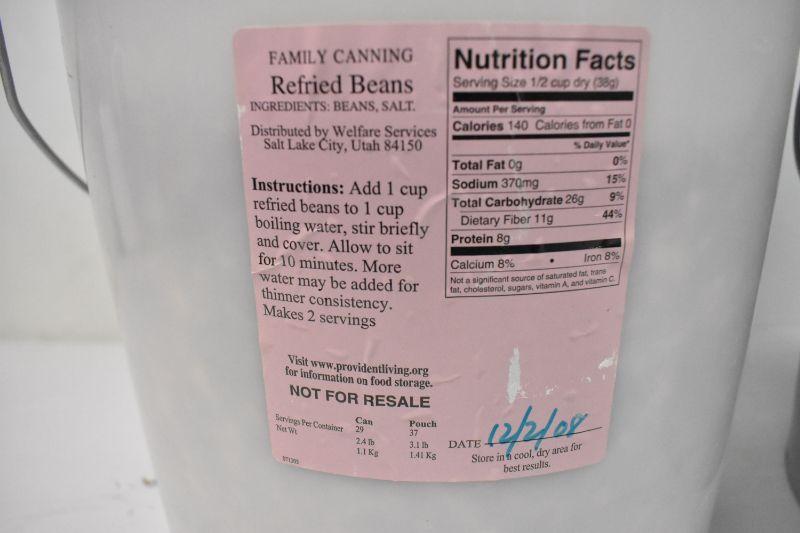 FAMILY CANNING
Refried Beans
INGREDIENTS: BEANS, SALT.
Distributed by Welfare Services
Salt Lake City, Utah 84150
Instructions: Add 1 cup
refried beans to 1 cup
boiling water, stir briefly
and cover. Allow to sit
for 10 minutes. More
water may be added for
thinner consistency.
Makes 2 servings
Visit www.providentliving.org
for information on food storage.
NOT FOR RESALE
Can Pouch
Servings Per Container 29 37
Net Wt 2.4 lb 3.1 lb
1.1 Kg 1.41 Kg
Nutrition Facts
Serving Size 1/2 cup dry (38g)
Amount Per Serving
Calories 140 Calories from Fat 0
% Daily Value*
Total Fat 0g 0%
Sodium 370mg 15%
Total Carbohydrate 26g 9%
Dietary Fiber 11g 44%
Protein 8g
Calcium 8% • Iron 8%
Not a significant source of saturated fat, trans
fat, cholesterol, sugars, vitamin A, and vitamin C.
DATE 12/2/08
Store in a cool, dry area for
best results.